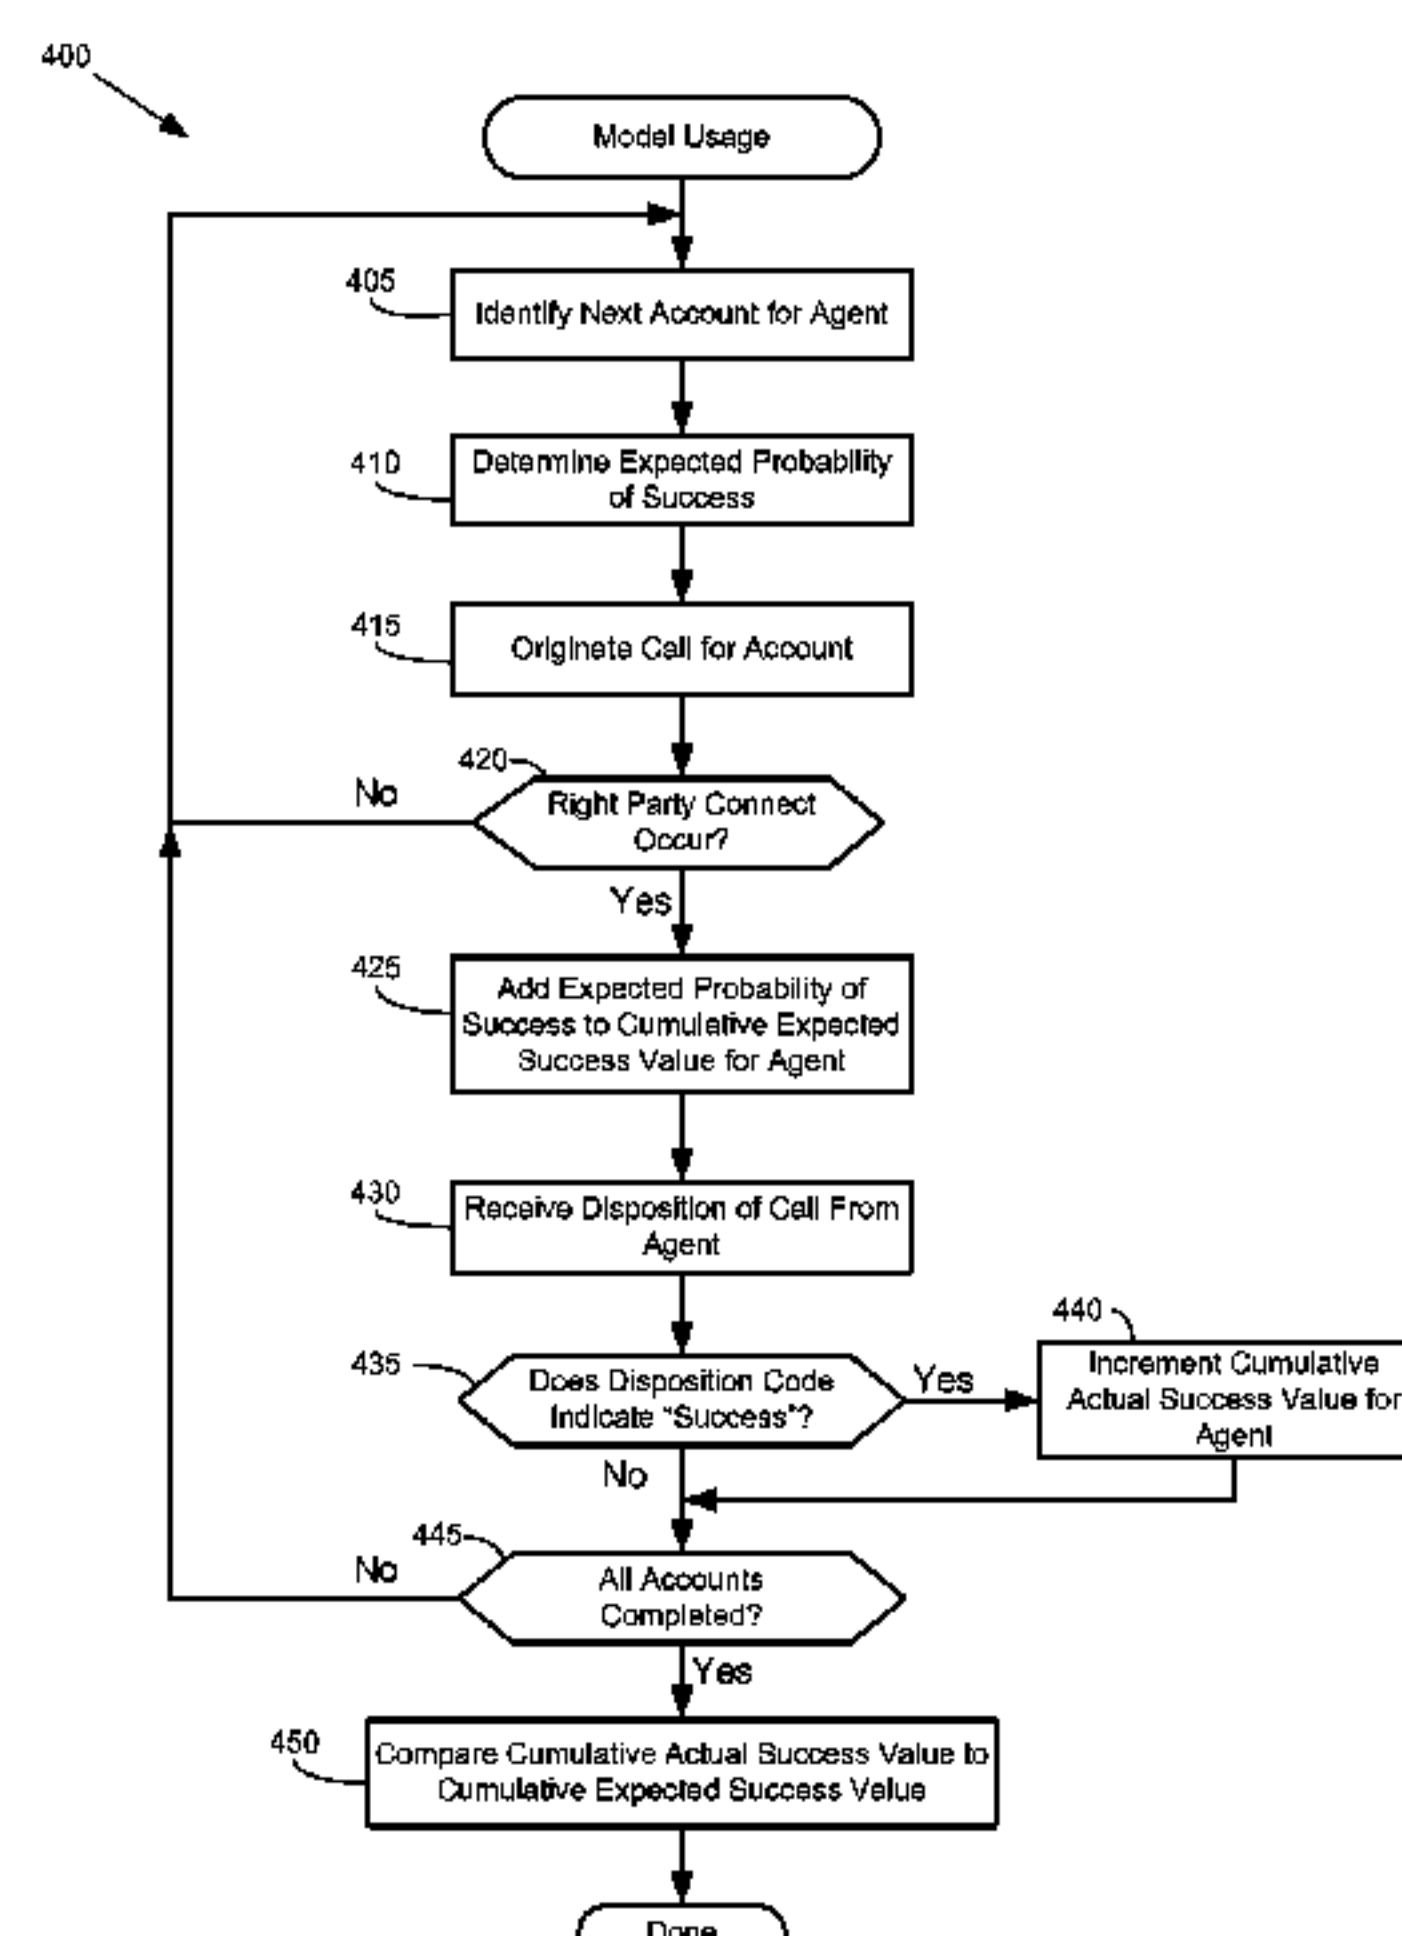 400
Model Usage
405
Identify Next Account for Agent
410
Determine Expected Probability
of Success
415
Originate Call for Account
420
No
Right Party Connect
Occur?
Yes
425
Add Expected Probability of
Success to Cumulative Expected
Success Value for Agent
430
Receive Disposition of Call From
Agent
435
Does Disposition Code
Indicate "Success"?
Yes
440
Increment Cumulative
Actual Success Value for
Agent
No
445
No
All Accounts
Completed?
Yes
450
Compare Cumulative Actual Success Value to
Cumulative Expected Success Value
Done